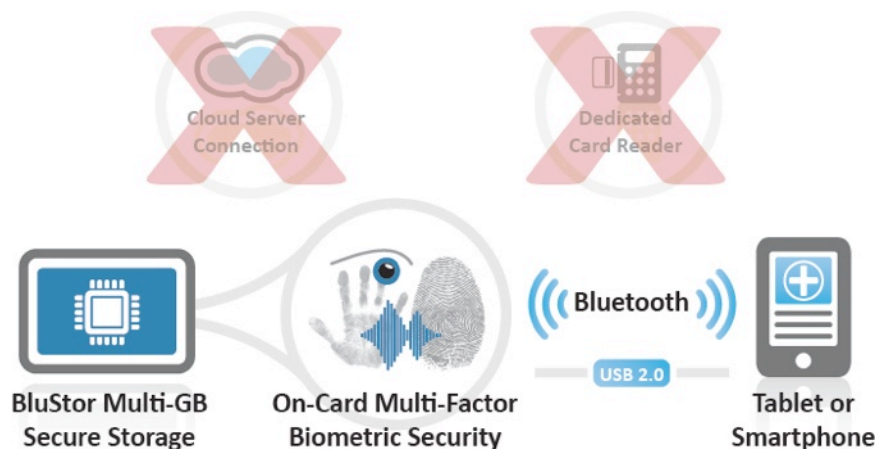 Cloud Server
Connection
Dedicated
Card Reader
Bluetooth
USB 2.0
BluStor Multi-GB
Secure Storage
On-Card Multi-Factor
Biometric Security
Tablet or
Smartphone